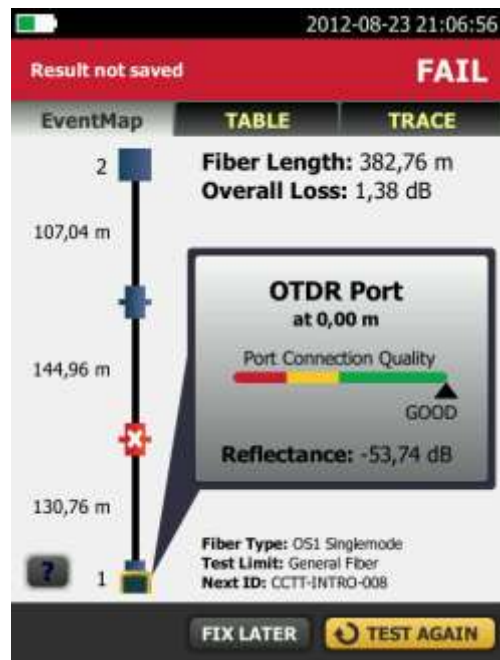 2012-08-23 21:06:56
Result not saved
FAIL
EventMap
TABLE
TRACE
2
Fiber Length: 382,76 m
Overall Loss: 1,38 dB
107,04 m
OTDR Port
at 0,00 m
Port Connection Quality
GOOD
Reflectance: -53,74 dB
144,96 m
130,76 m
Fiber Type: OS1 Singlemode
Test Limit: General Fiber
Next ID: CCTT-INTRO-008
?
1
FIX LATER
TEST AGAIN